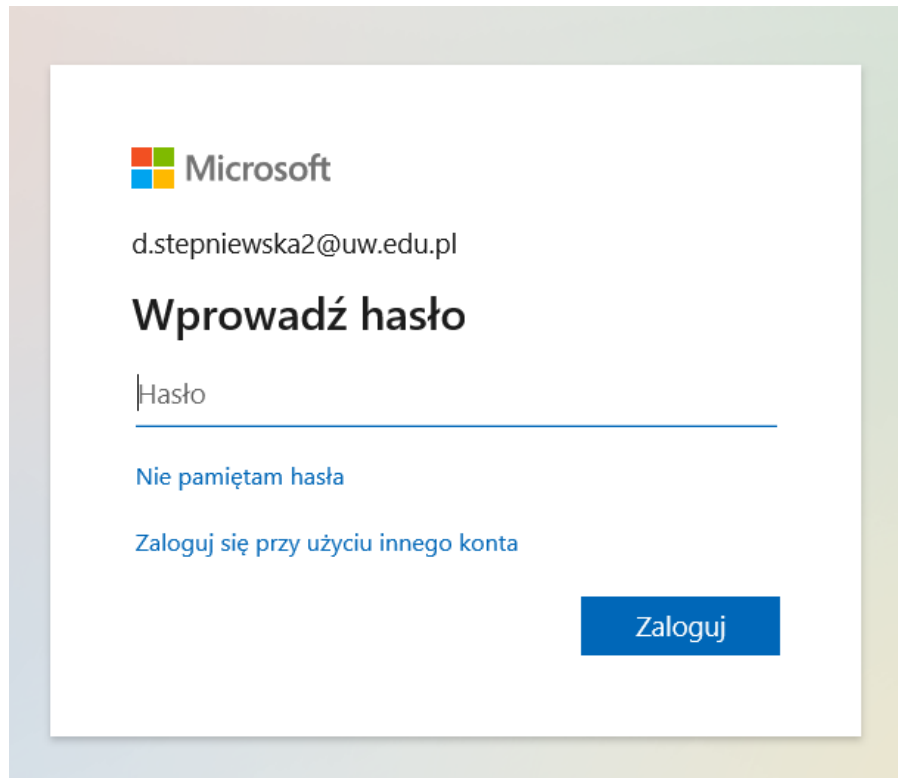 Microsoft
d.stepniewska2@uw.edu.pl
Wprowadź hasło
Hasło
Nie pamiętam hasła
Zaloguj się przy użyciu innego konta
Zaloguj